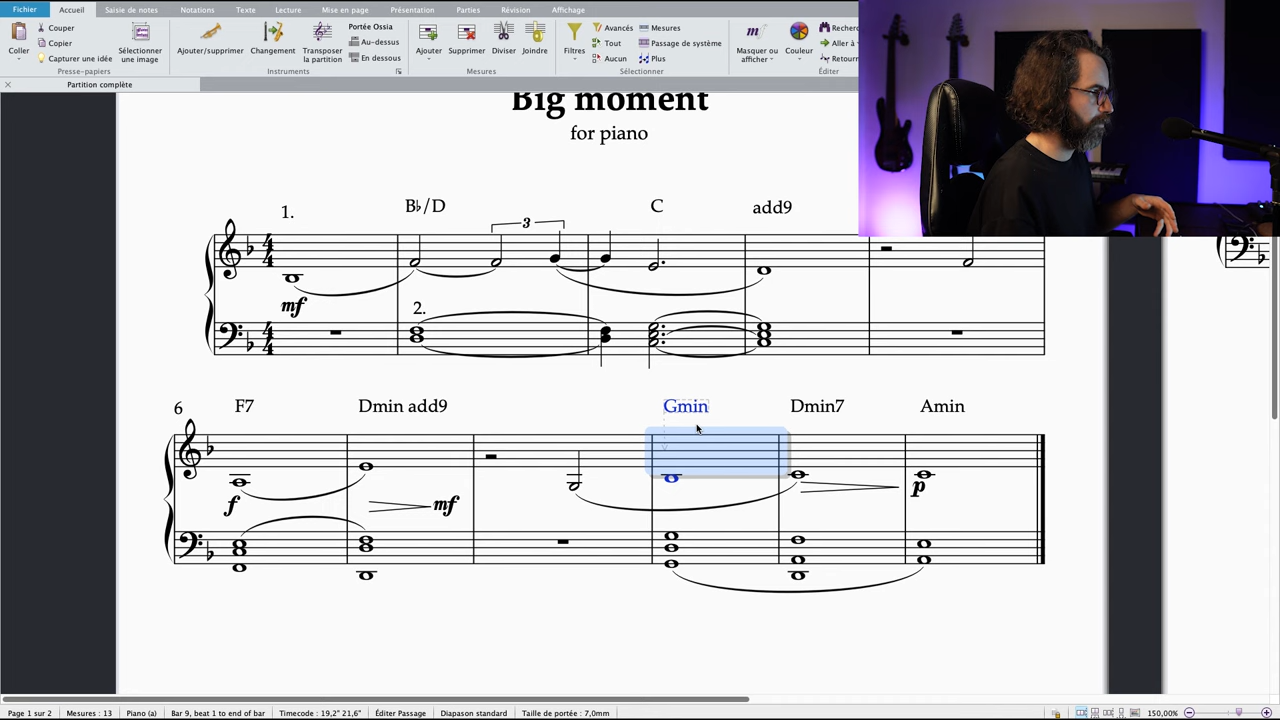 Fichier Accueil Saisie de notes Notations Texte Lecture Mise en page Présentation Parties Révision Affichage
Coller
Couper
Copier
Capturer une idée
Presse-papiers
Sélectionner
une image
Ajouter/supprimer
Changement
Transposer
la partition
Portée Ossia
Au-dessus
En dessous
Instruments
Ajouter
Supprimer
Diviser
Joindre
Mesures
Filtres
Avancés
Tout
Aucun
Mesures
Passage de système
Plus
Sélectionner
Masquer ou
afficher
Couleur
Aller à
Éditer
Partition complète
Big moment
for piano
1. B♭/D 3 C add9
mf
2.
6 F7 Dmin add9 Gmin Dmin7 Amin
f mf p
Page 1 sur 2 Mesures : 13 Piano (a) Bar 9, beat 1 to end of bar Timecode : 19,2" 21,6" Éditer Passage Diapason standard Taille de portée : 7,0mm 150,00%